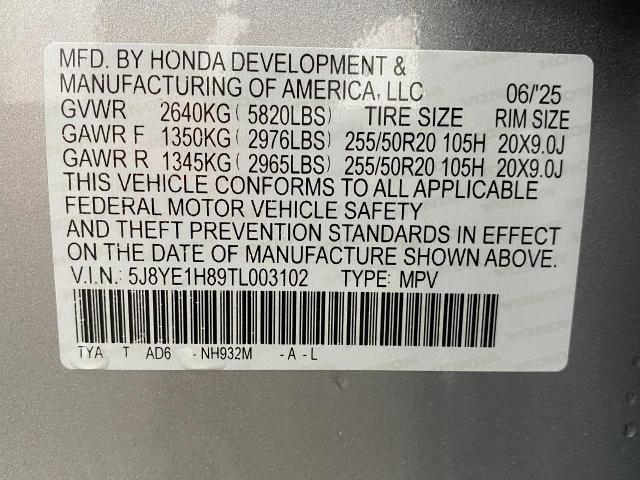 MFD. BY HONDA DEVELOPMENT &
MANUFACTURING OF AMERICA, LLC 06/'25
GVWR 2640KG ( 5820LBS) TIRE SIZE RIM SIZE
GAWR F 1350KG ( 2976LBS) 255/50R20 105H 20X9.0J
GAWR R 1345KG ( 2965LBS) 255/50R20 105H 20X9.0J
THIS VEHICLE CONFORMS TO ALL APPLICABLE
FEDERAL MOTOR VEHICLE SAFETY
AND THEFT PREVENTION STANDARDS IN EFFECT
ON THE DATE OF MANUFACTURE SHOWN ABOVE.
V.I.N.: 5J8YE1H89TL003102 TYPE: MPV
TYA T AD6 -NH932M -A-L